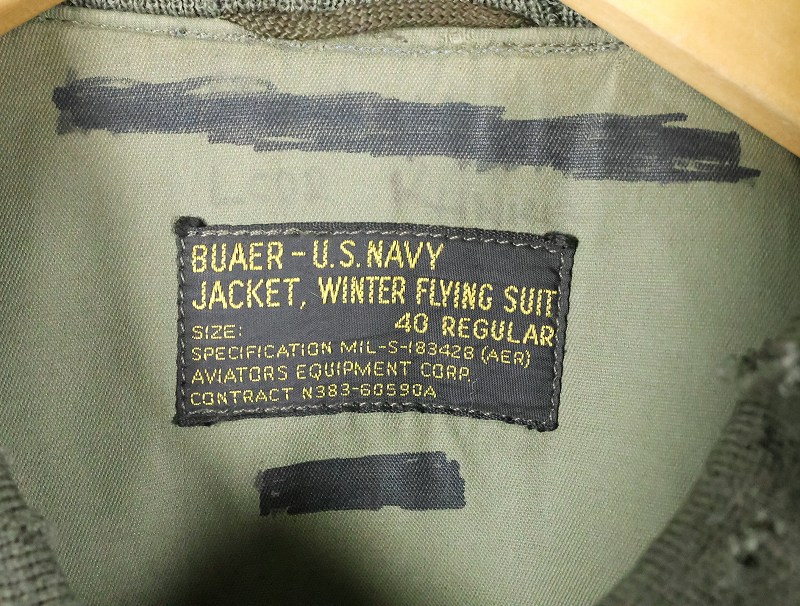 BUAER - U.S. NAVY
JACKET, WINTER FLYING SUIT
SIZE: 40 REGULAR
SPECIFICATION MIL-S-18342B (AER)
AVIATORS EQUIPMENT CORP.
CONTRACT N383-60590A